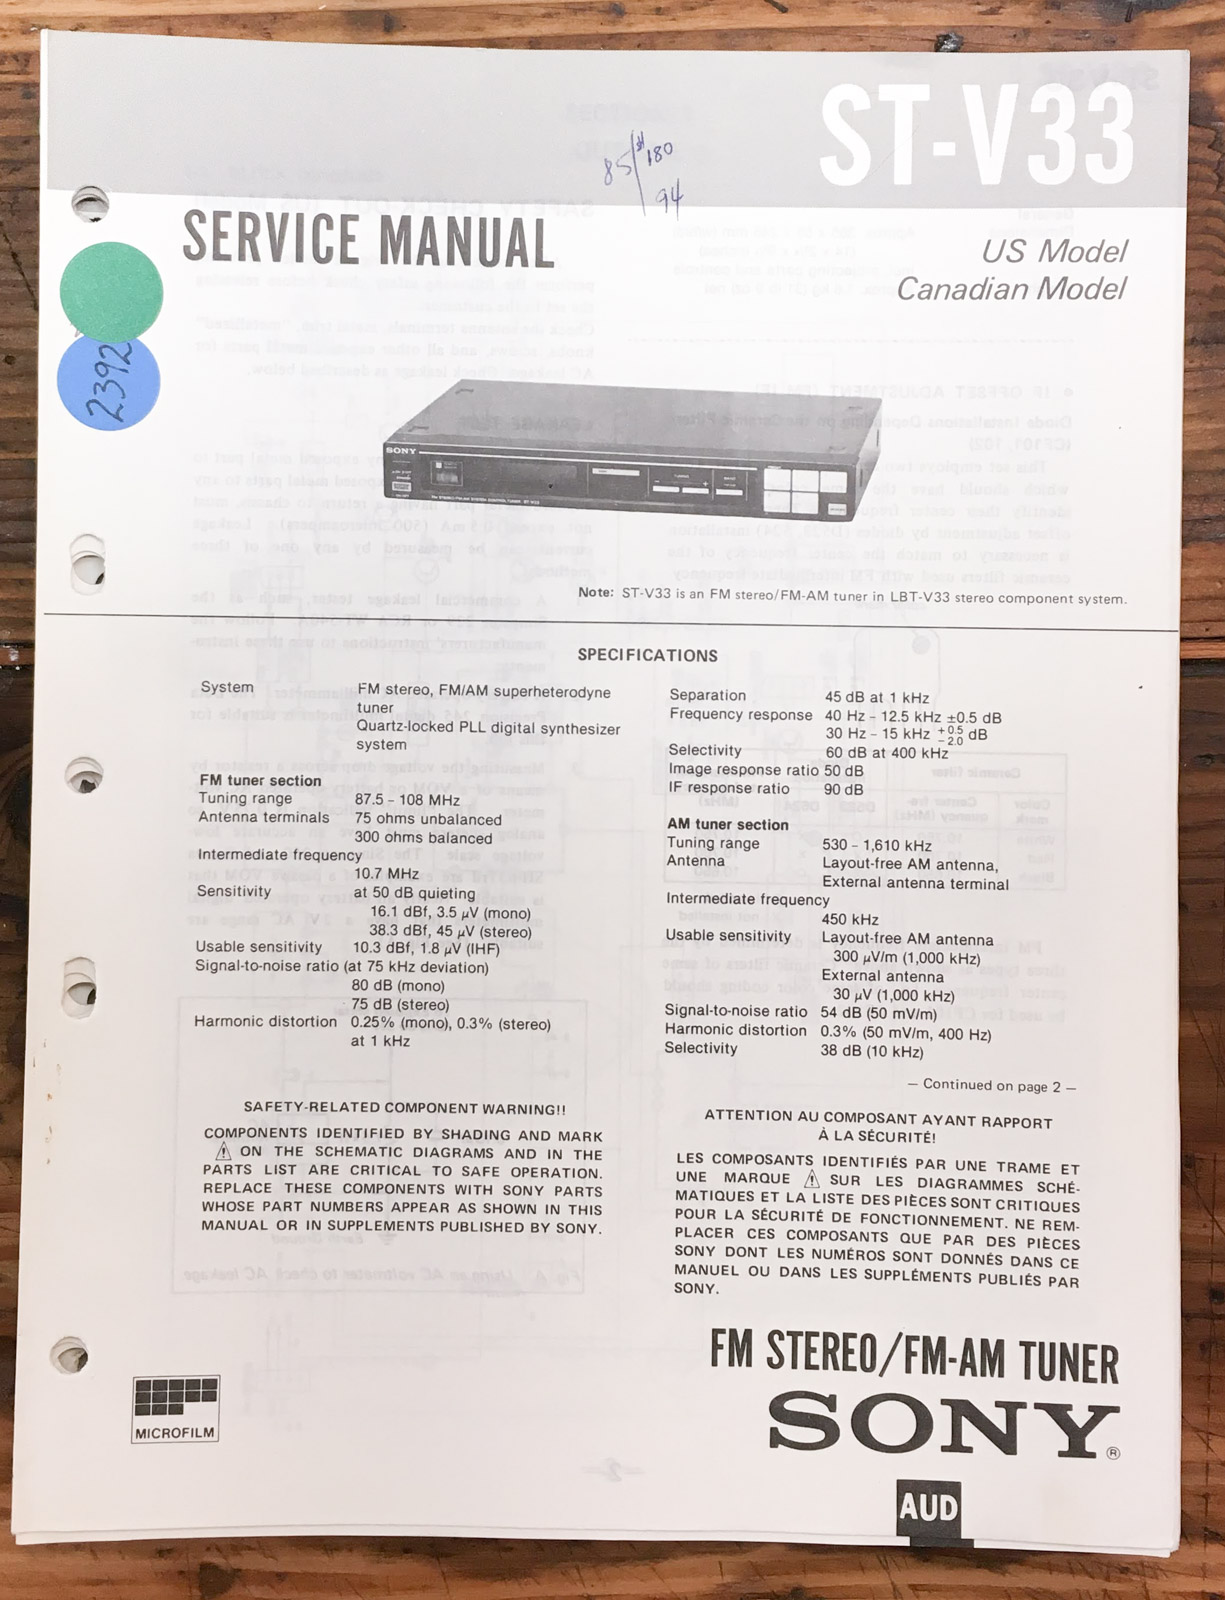 ST-V33
85/$180
94
SERVICE MANUAL
US Model
Canadian Model
2392
SONY
Note: ST-V33 is an FM stereo/FM-AM tuner in LBT-V33 stereo component system.
SPECIFICATIONS
System FM stereo, FM/AM superheterodyne
tuner
Quartz-locked PLL digital synthesizer
system
FM tuner section
Tuning range 87.5 – 108 MHz
Antenna terminals 75 ohms unbalanced
300 ohms balanced
Intermediate frequency
10.7 MHz
Sensitivity at 50 dB quieting
16.1 dBf, 3.5 μV (mono)
38.3 dBf, 45 μV (stereo)
Usable sensitivity 10.3 dBf, 1.8 μV (IHF)
Signal-to-noise ratio (at 75 kHz deviation)
80 dB (mono)
75 dB (stereo)
Harmonic distortion 0.25% (mono), 0.3% (stereo)
at 1 kHz
Separation 45 dB at 1 kHz
Frequency response 40 Hz – 12.5 kHz ±0.5 dB
30 Hz – 15 kHz +0.5 −2.0 dB
Selectivity 60 dB at 400 kHz
Image response ratio 50 dB
IF response ratio 90 dB
AM tuner section
Tuning range 530 – 1,610 kHz
Antenna Layout-free AM antenna,
External antenna terminal
Intermediate frequency
450 kHz
Usable sensitivity Layout-free AM antenna
300 μV/m (1,000 kHz)
External antenna
30 μV (1,000 kHz)
Signal-to-noise ratio 54 dB (50 mV/m)
Harmonic distortion 0.3% (50 mV/m, 400 Hz)
Selectivity 38 dB (10 kHz)
— Continued on page 2 —
SAFETY-RELATED COMPONENT WARNING!!
COMPONENTS IDENTIFIED BY SHADING AND MARK
⚠ ON THE SCHEMATIC DIAGRAMS AND IN THE
PARTS LIST ARE CRITICAL TO SAFE OPERATION.
REPLACE THESE COMPONENTS WITH SONY PARTS
WHOSE PART NUMBERS APPEAR AS SHOWN IN THIS
MANUAL OR IN SUPPLEMENTS PUBLISHED BY SONY.
ATTENTION AU COMPOSANT AYANT RAPPORT
À LA SÉCURITÉ!
LES COMPOSANTS IDENTIFIÉS PAR UNE TRAME ET
UNE MARQUE ⚠ SUR LES DIAGRAMMES SCHÉ-
MATIQUES ET LA LISTE DES PIÈCES SONT CRITIQUES
POUR LA SÉCURITÉ DE FONCTIONNEMENT. NE REM-
PLACER CES COMPOSANTS QUE PAR DES PIÈCES
SONY DONT LES NUMÉROS SONT DONNÉS DANS CE
MANUEL OU DANS LES SUPPLÉMENTS PUBLIÉS PAR
SONY.
FM STEREO/FM-AM TUNER
SONY®
MICROFILM
AUD